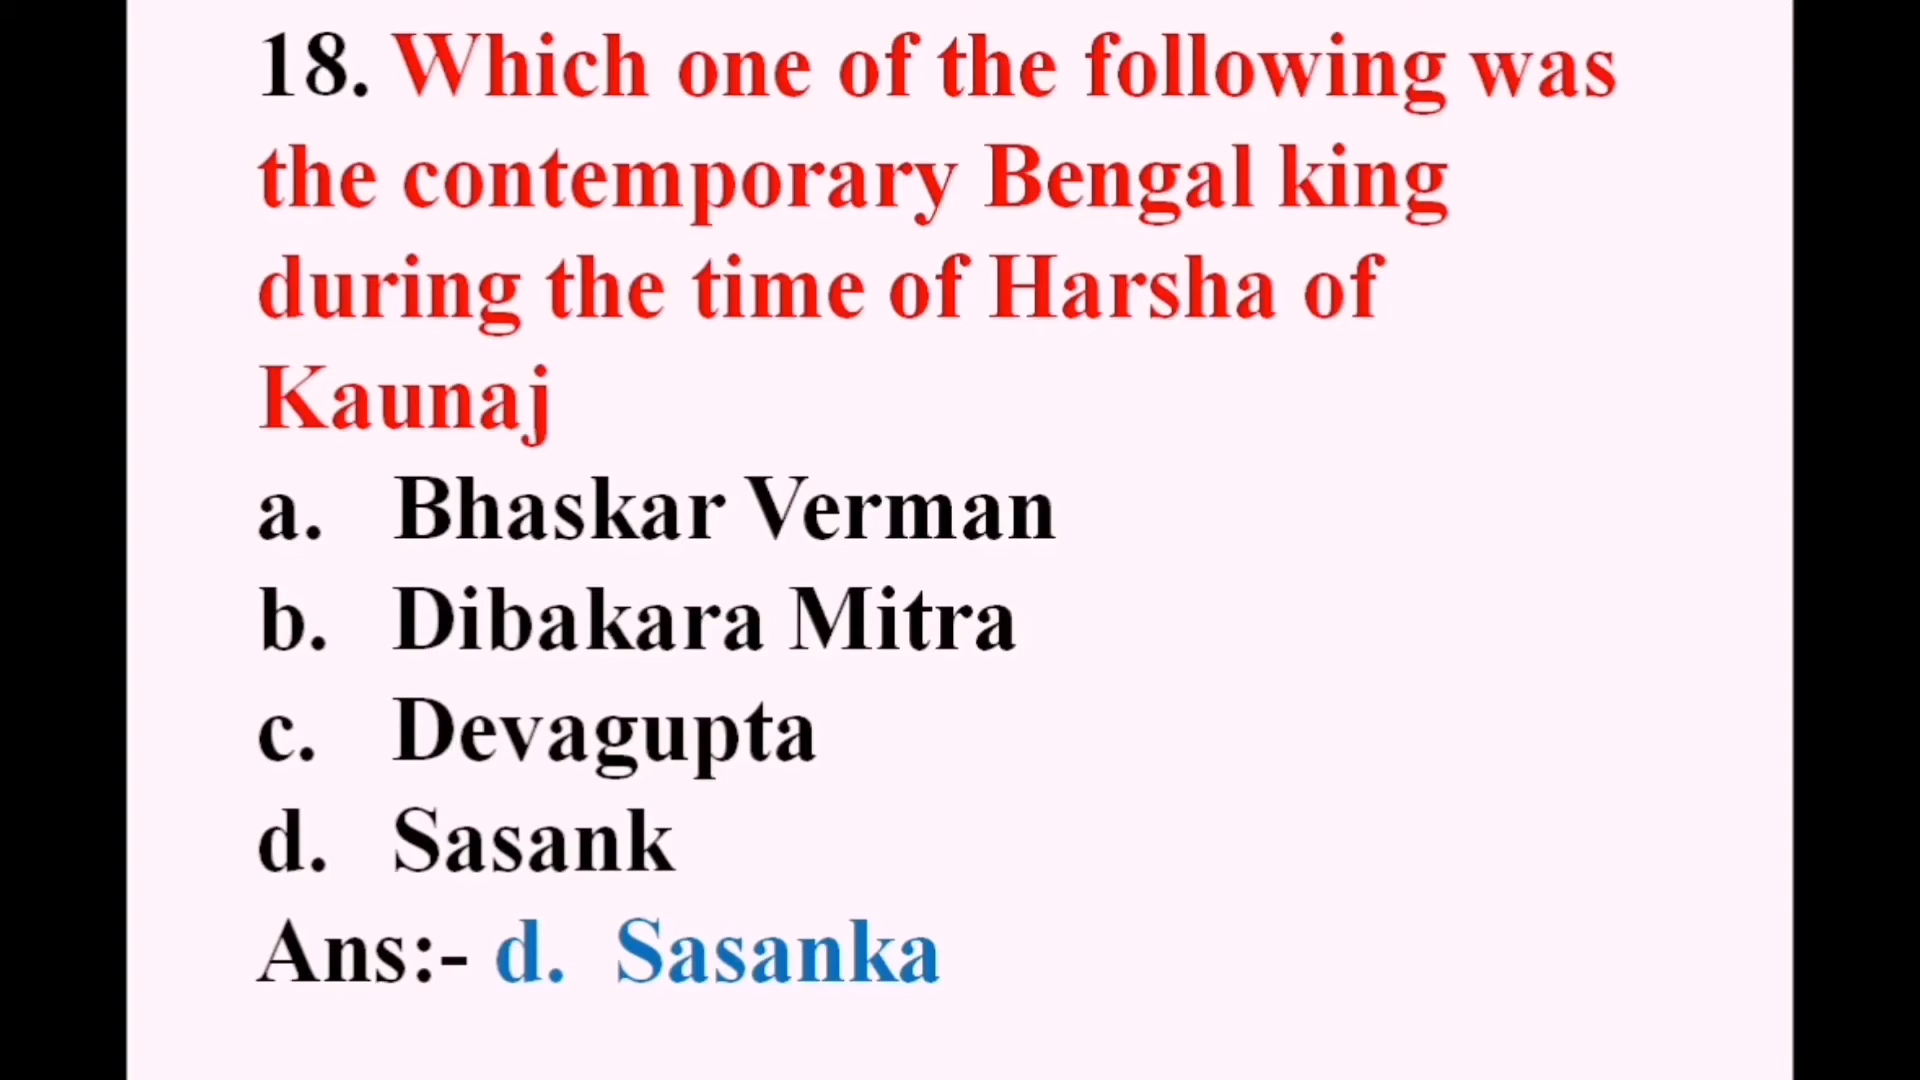 18. Which one of the following was
the contemporary Bengal king
during the time of Harsha of
Kaunaj
a. Bhaskar Verman
b. Dibakara Mitra
c. Devagupta
d. Sasank
Ans:- d. Sasanka